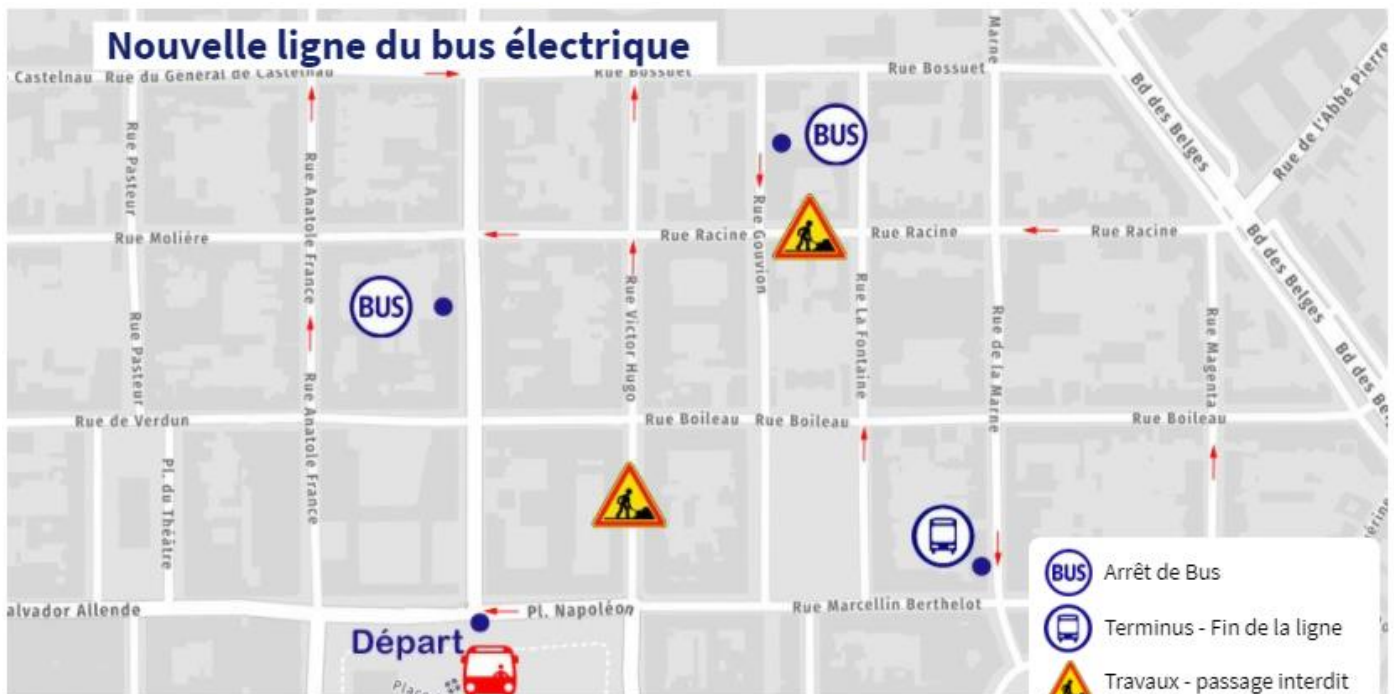 Nouvelle ligne du bus électrique
Marne
Castelnau Rue du Général de Castelnau
Rue Bossuet
Rue Bossuet
Bd des Belges
Rue de l'Abbé Pierre
Rue Pasteur
Rue Anatole France
BUS
Rue Molière
Rue Racine
Rue Gouvion
Rue Racine
Rue Racine
Bd des Belges
BUS
Rue Pasteur
Rue Victor Hugo
Rue La Fontaine
Rue de la Marne
Rue Magenta
Bd des Be
Rue de Verdun
Rue Anatole France
Rue Boileau
Rue Boileau
Rue Boileau
Pl. du Théâtre
alvador Allende
Pl. Napoléon
Rue Marcellin Berthelot
Départ
Place
BUS Arrêt de Bus
Terminus - Fin de la ligne
Travaux - passage interdit